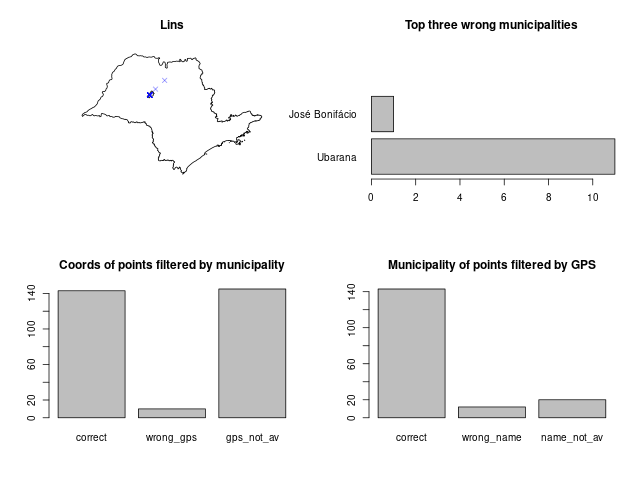 Lins
Top three wrong municipalities
José Bonifácio
Ubarana
0 2 4 6 8 10
Coords of points filtered by municipality
0 20 60 100 140
correct wrong_gps gps_not_av
Municipality of points filtered by GPS
0 20 60 100 140
correct wrong_name name_not_av